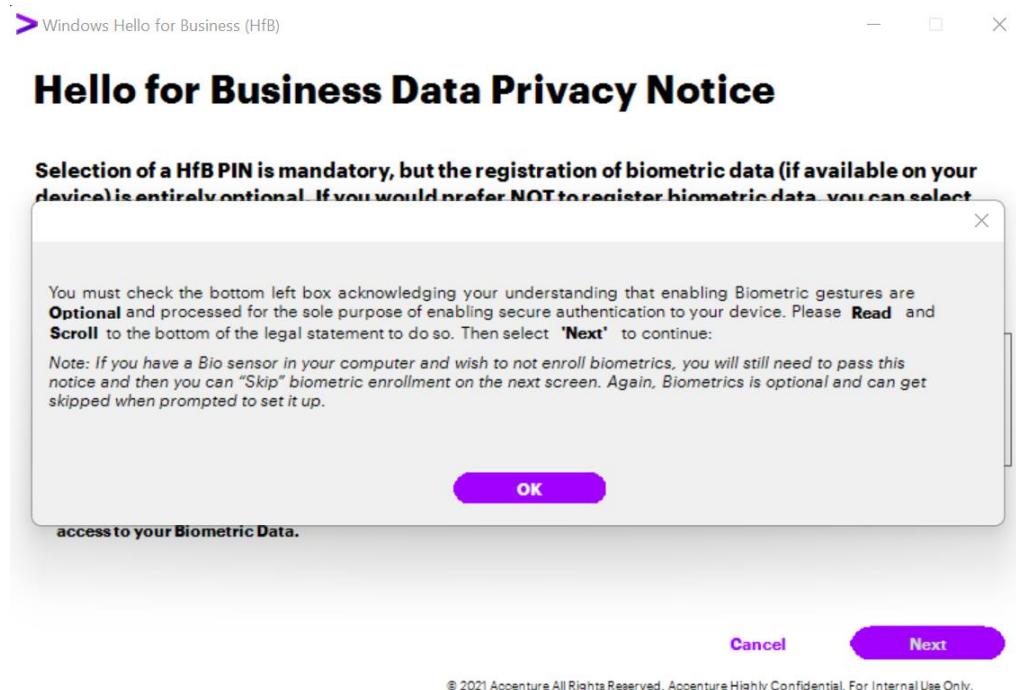 Windows Hello for Business (HfB)
Hello for Business Data Privacy Notice
Selection of a HfB PIN is mandatory, but the registration of biometric data (if available on your
device) is entirely optional. If you would prefer NOT to register biometric data, you can select
You must check the bottom left box acknowledging your understanding that enabling Biometric gestures are
Optional and processed for the sole purpose of enabling secure authentication to your device. Please Read and
Scroll to the bottom of the legal statement to do so. Then select 'Next' to continue:
Note: If you have a Bio sensor in your computer and wish to not enroll biometrics, you will still need to pass this
notice and then you can “Skip” biometric enrollment on the next screen. Again, Biometrics is optional and can get
skipped when prompted to set it up.
OK
access to your Biometric Data.
Cancel
Next
© 2021 Accenture All Rights Reserved. Accenture Highly Confidential. For Internal Use Only.